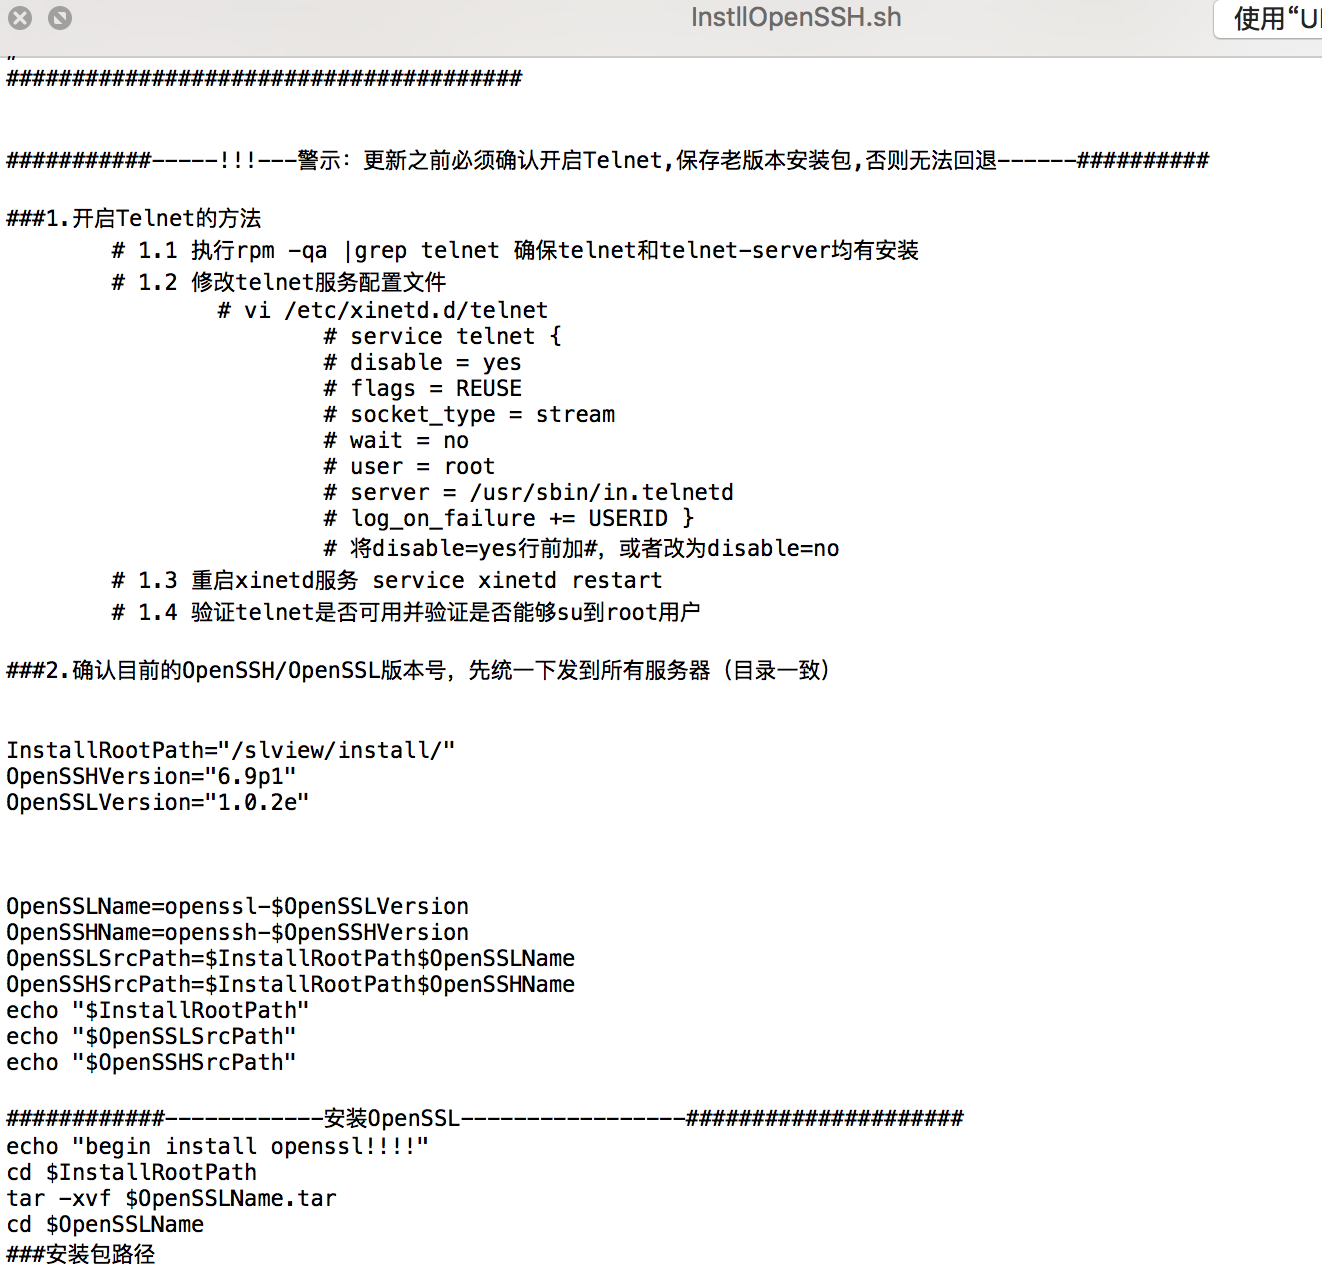 InstllOpenSSH.sh
使用“U
#######################################
###########-----!!!---警示：更新之前必须确认开启Telnet,保存老版本安装包,否则无法回退------##########
###1.开启Telnet的方法
# 1.1 执行rpm -qa |grep telnet 确保telnet和telnet-server均有安装
# 1.2 修改telnet服务配置文件
# vi /etc/xinetd.d/telnet
# service telnet {
# disable = yes
# flags = REUSE
# socket_type = stream
# wait = no
# user = root
# server = /usr/sbin/in.telnetd
# log_on_failure += USERID }
# 将disable=yes行前加#，或者改为disable=no
# 1.3 重启xinetd服务 service xinetd restart
# 1.4 验证telnet是否可用并验证是否能够su到root用户
###2.确认目前的OpenSSH/OpenSSL版本号，先统一下发到所有服务器（目录一致）
InstallRootPath="/slview/install/"
OpenSSHVersion="6.9p1"
OpenSSLVersion="1.0.2e"
OpenSSLName=openssl-$OpenSSLVersion
OpenSSHName=openssh-$OpenSSHVersion
OpenSSLSrcPath=$InstallRootPath$OpenSSLName
OpenSSHSrcPath=$InstallRootPath$OpenSSHName
echo "$InstallRootPath"
echo "$OpenSSLSrcPath"
echo "$OpenSSHSrcPath"
############------------安装OpenSSL-----------------#####################
echo "begin install openssl!!!!"
cd $InstallRootPath
tar -xvf $OpenSSLName.tar
cd $OpenSSLName
###安装包路径